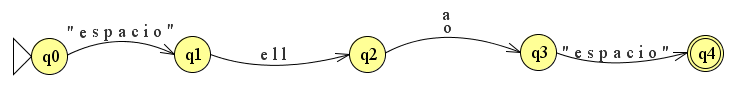 q0 "espacio" q1 ell q2 a
o q3 "espacio" q4